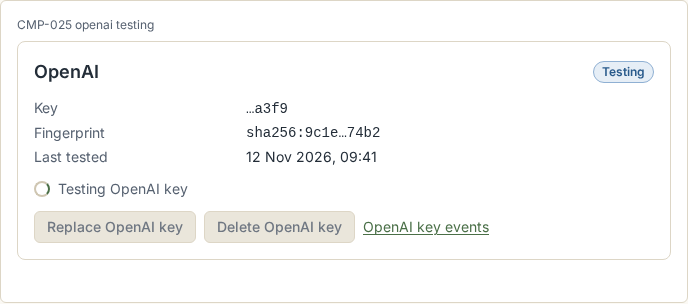 CMP-025 openai testing
OpenAI
Testing
Key …a3f9
Fingerprint sha256:9c1e…74b2
Last tested 12 Nov 2026, 09:41
Testing OpenAI key
Replace OpenAI key Delete OpenAI key OpenAI key events